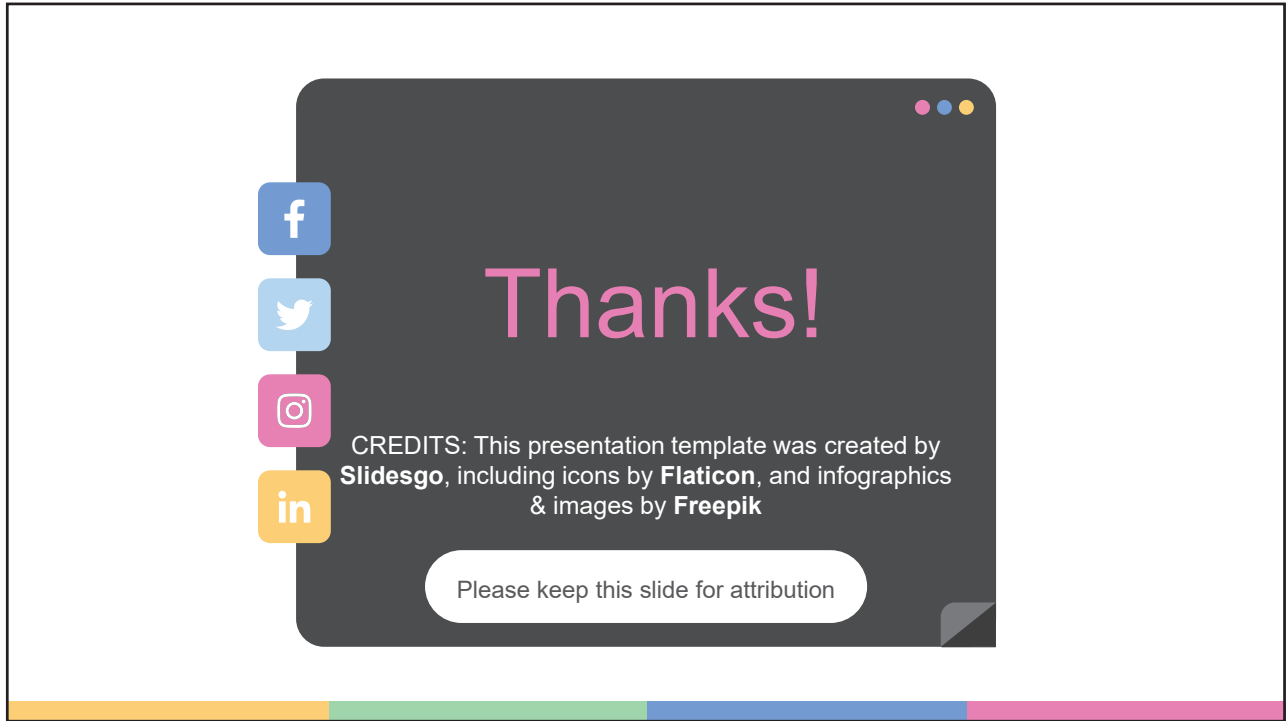 Thanks!
CREDITS: This presentation template was created by
Slidesgo, including icons by Flaticon, and infographics
& images by Freepik
Please keep this slide for attribution